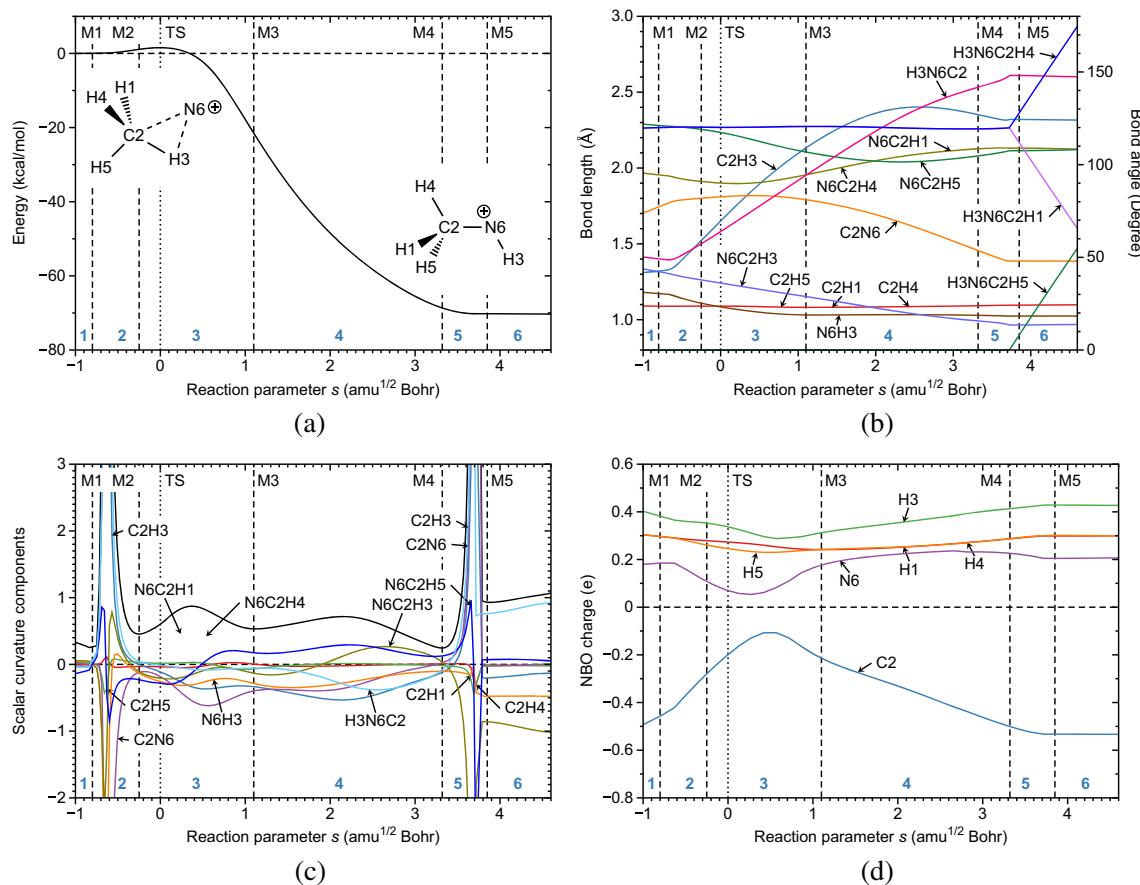 M1 M2 TS M3 M4 M5
0
−20
−40
−60
−80
Energy (kcal/mol)
H1
H4
N6 ⊕
C2
H5
H3
H4
⊕
C2 N6
H1
H5
H3
1 2 3 4 5 6
−1 0 1 2 3 4
Reaction parameter s (amu1/2 Bohr)
(a)
M1 M2 TS M3 M4 M5
3.0
2.5
2.0
1.5
1.0
Bond length (Å)
150
100
50
0
Bond angle (Degree)
H3N6C2H4
H3N6C2
N6C2H1
C2H3
N6C2H4
N6C2H5
H3N6C2H1
C2N6
N6C2H3
C2H5
C2H1
C2H4
H3N6C2H5
N6H3
1 2 3 4 5 6
−1 0 1 2 3 4
Reaction parameter s (amu1/2 Bohr)
(b)
M1 M2 TS M3 M4 M5
3
2
1
0
−1
−2
Scalar curvature components
C2H3
C2H3
C2N6
N6C2H1
N6C2H4
N6C2H5
N6C2H3
C2H5
N6H3
H3N6C2
C2H1
C2H4
C2N6
1 2 3 4 5 6
−1 0 1 2 3 4
Reaction parameter s (amu1/2 Bohr)
(c)
M1 M2 TS M3 M4 M5
0.6
0.4
0.2
0
−0.2
−0.4
−0.6
−0.8
NBO charge (e)
H3
H5
N6
H1
H4
C2
1 2 3 4 5 6
−1 0 1 2 3 4
Reaction parameter s (amu1/2 Bohr)
(d)